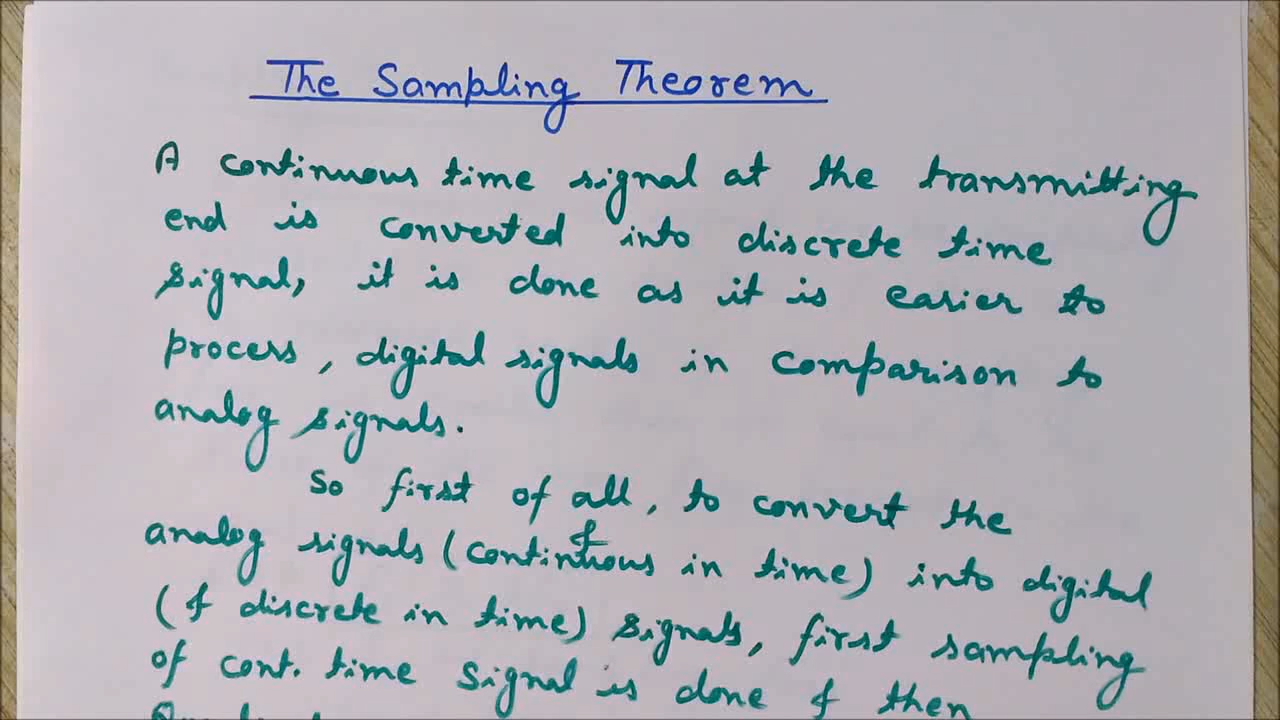 The Sampling Theorem
A continuous time signal at the transmitting
end is converted into discrete time
signal, it is done as it is easier to
process, digital signals in comparison to
analog signals.
So first of all, to convert the
analog signals (continuous in time) into digital
(& discrete in time) signals, first sampling
of cont. time signal is done & then